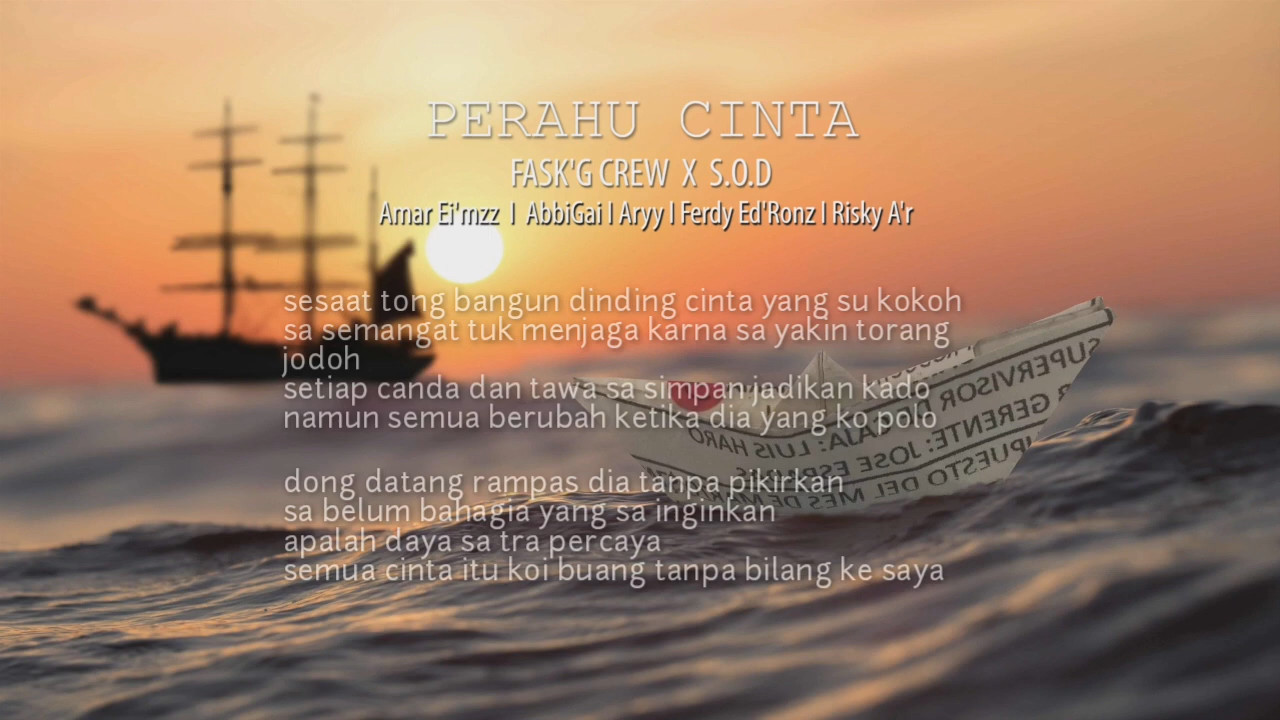 PERAHU CINTA
FASK'G CREW X S.O.D
Amar Ei'mzz I AbbiGai I Aryy I Ferdy Ed'Ronz I Risky A'r
sesaat tong bangun dinding cinta yang su kokoh
sa semangat tuk menjaga karna sa yakin torang
jodoh
setiap canda dan tawa sa simpan jadikan kado
namun semua berubah ketika dia yang ko polo
dong datang rampas dia tanpa pikirkan
sa belum bahagia yang sa inginkan
apalah daya sa tra percaya
semua cinta itu koi buang tanpa bilang ke saya
SUPERVISOR
GERENTE: JOSE
CAJA: LUIS HARO
DEL MES DE